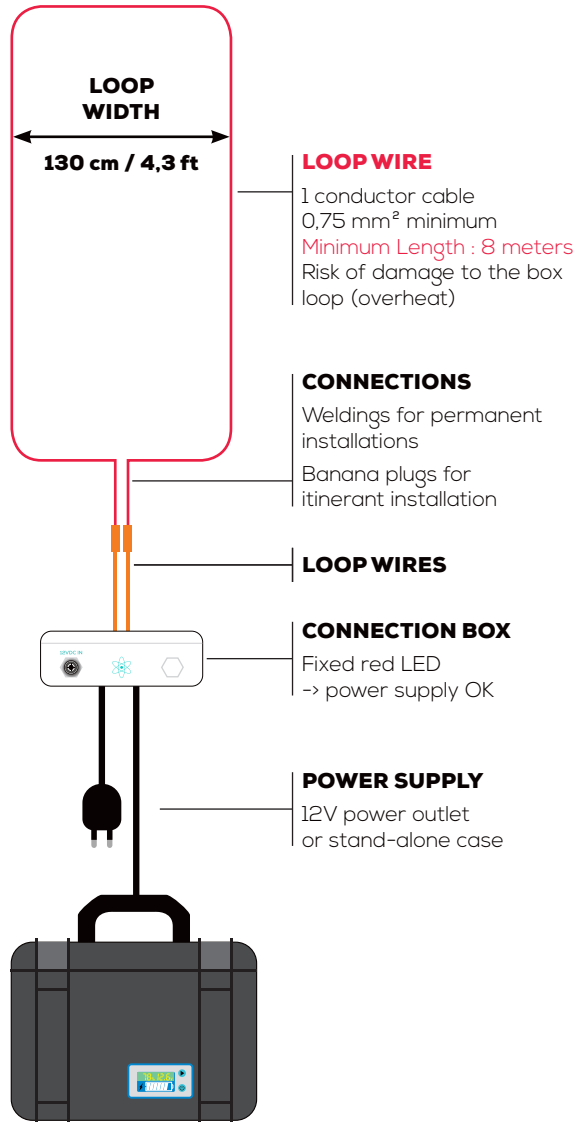 LOOP
WIDTH
130 cm / 4,3 ft
LOOP WIRE
1 conductor cable
0,75 mm² minimum
Minimum Length : 8 meters
Risk of damage to the box
loop (overheat)
CONNECTIONS
Weldings for permanent
installations
Banana plugs for
itinerant installation
LOOP WIRES
CONNECTION BOX
Fixed red LED
-> power supply OK
12VDC IN
POWER SUPPLY
12V power outlet
or stand-alone case